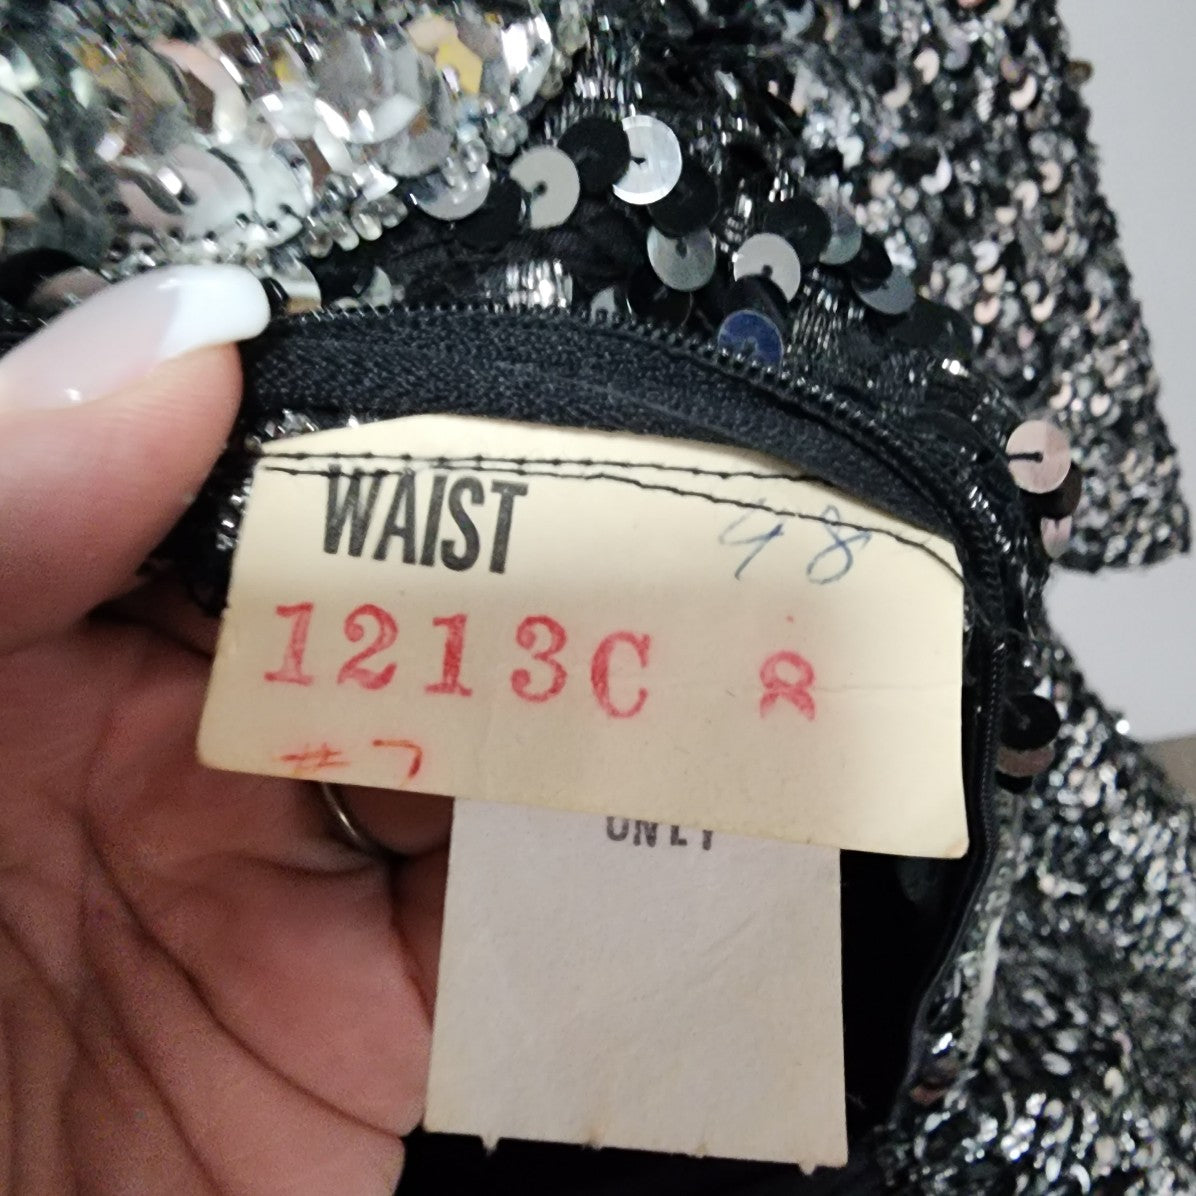 WAIST 48
1213C 8
# 7
ONLY